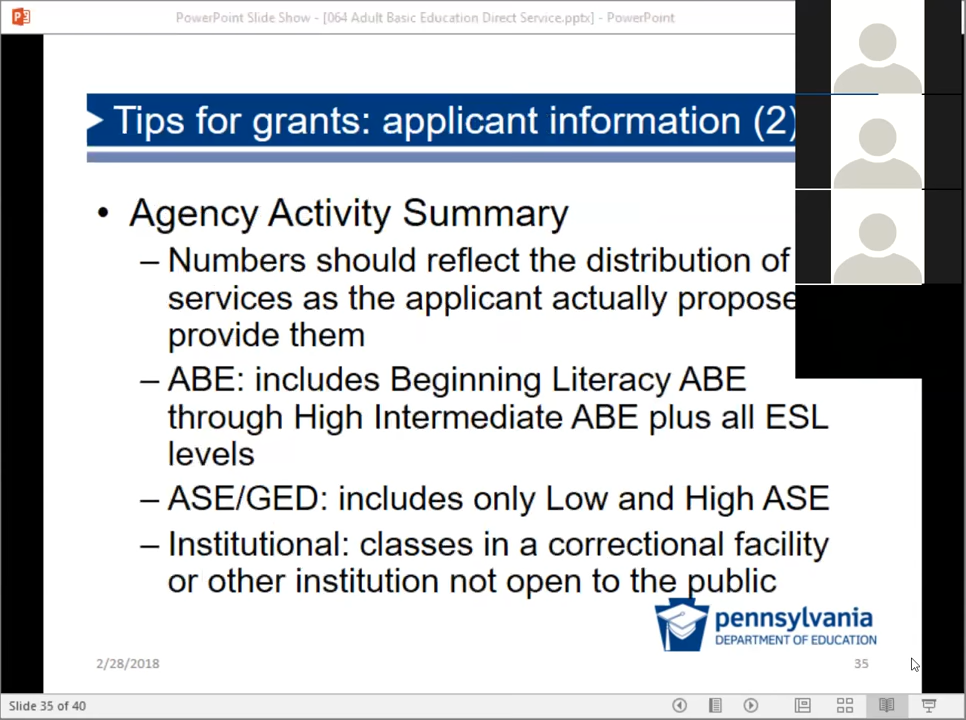 PowerPoint Slide Show - [064 Adult Basic Education Direct Service.pptx] - PowerPoint
Tips for grants: applicant information (2)
• Agency Activity Summary
– Numbers should reflect the distribution of
services as the applicant actually propose
provide them
– ABE: includes Beginning Literacy ABE
through High Intermediate ABE plus all ESL
levels
– ASE/GED: includes only Low and High ASE
– Institutional: classes in a correctional facility
or other institution not open to the public
pennsylvania
DEPARTMENT OF EDUCATION
2/28/2018
35
Slide 35 of 40